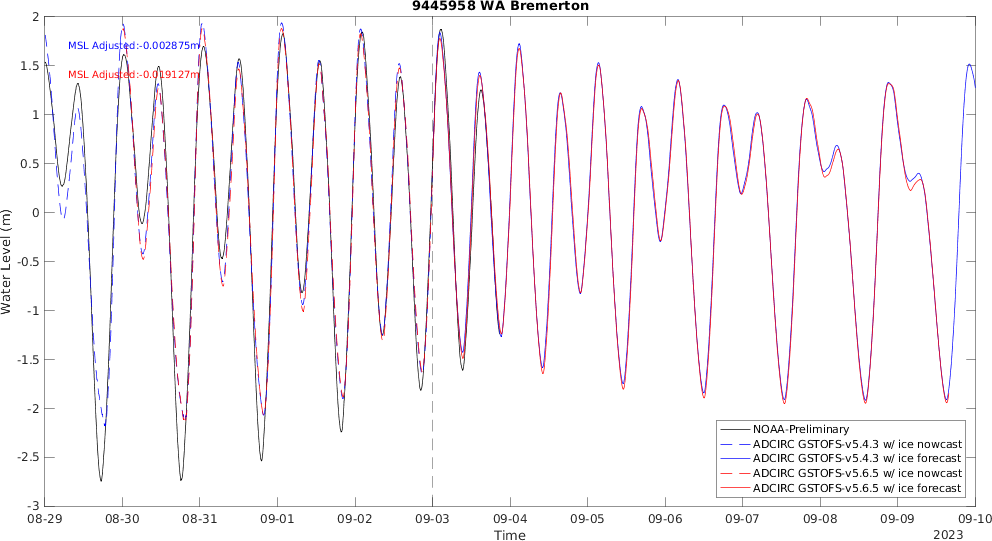 9445958 WA Bremerton
MSL Adjusted:-0.002875m
MSL Adjusted:-0.019127m
Water Level (m)
2
1.5
1
0.5
0
-0.5
-1
-1.5
-2
-2.5
-3
NOAA-Preliminary
ADCIRC GSTOFS-v5.4.3 w/ ice nowcast
ADCIRC GSTOFS-v5.4.3 w/ ice forecast
ADCIRC GSTOFS-v5.6.5 w/ ice nowcast
ADCIRC GSTOFS-v5.6.5 w/ ice forecast
08-29 08-30 08-31 09-01 09-02 09-03 09-04 09-05 09-06 09-07 09-08 09-09 09-10
Time
2023